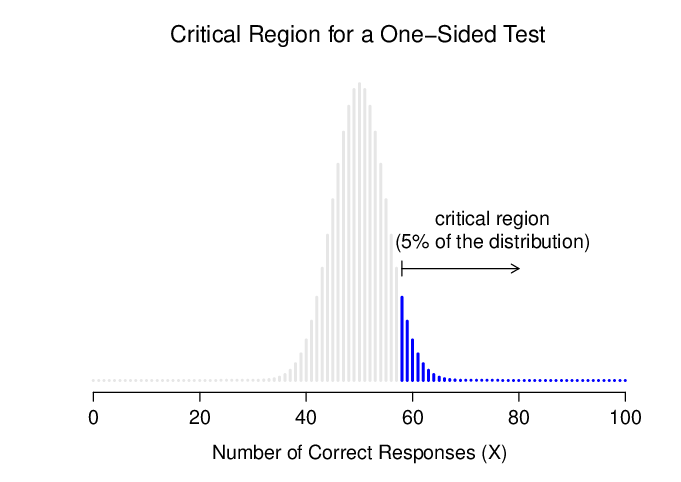 Critical Region for a One−Sided Test
critical region
(5% of the distribution)
0 20 40 60 80 100
Number of Correct Responses (X)